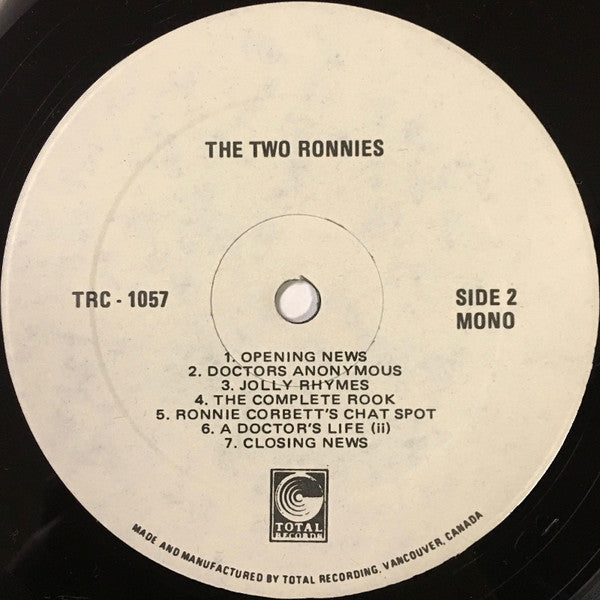 THE TWO RONNIES
TRC - 1057
SIDE 2
MONO
1. OPENING NEWS
2. DOCTORS ANONYMOUS
3. JOLLY RHYMES
4. THE COMPLETE ROOK
5. RONNIE CORBETT'S CHAT SPOT
6. A DOCTOR'S LIFE (ii)
7. CLOSING NEWS
TOTAL
RECORDS
MADE AND MANUFACTURED BY TOTAL RECORDING, VANCOUVER, CANADA